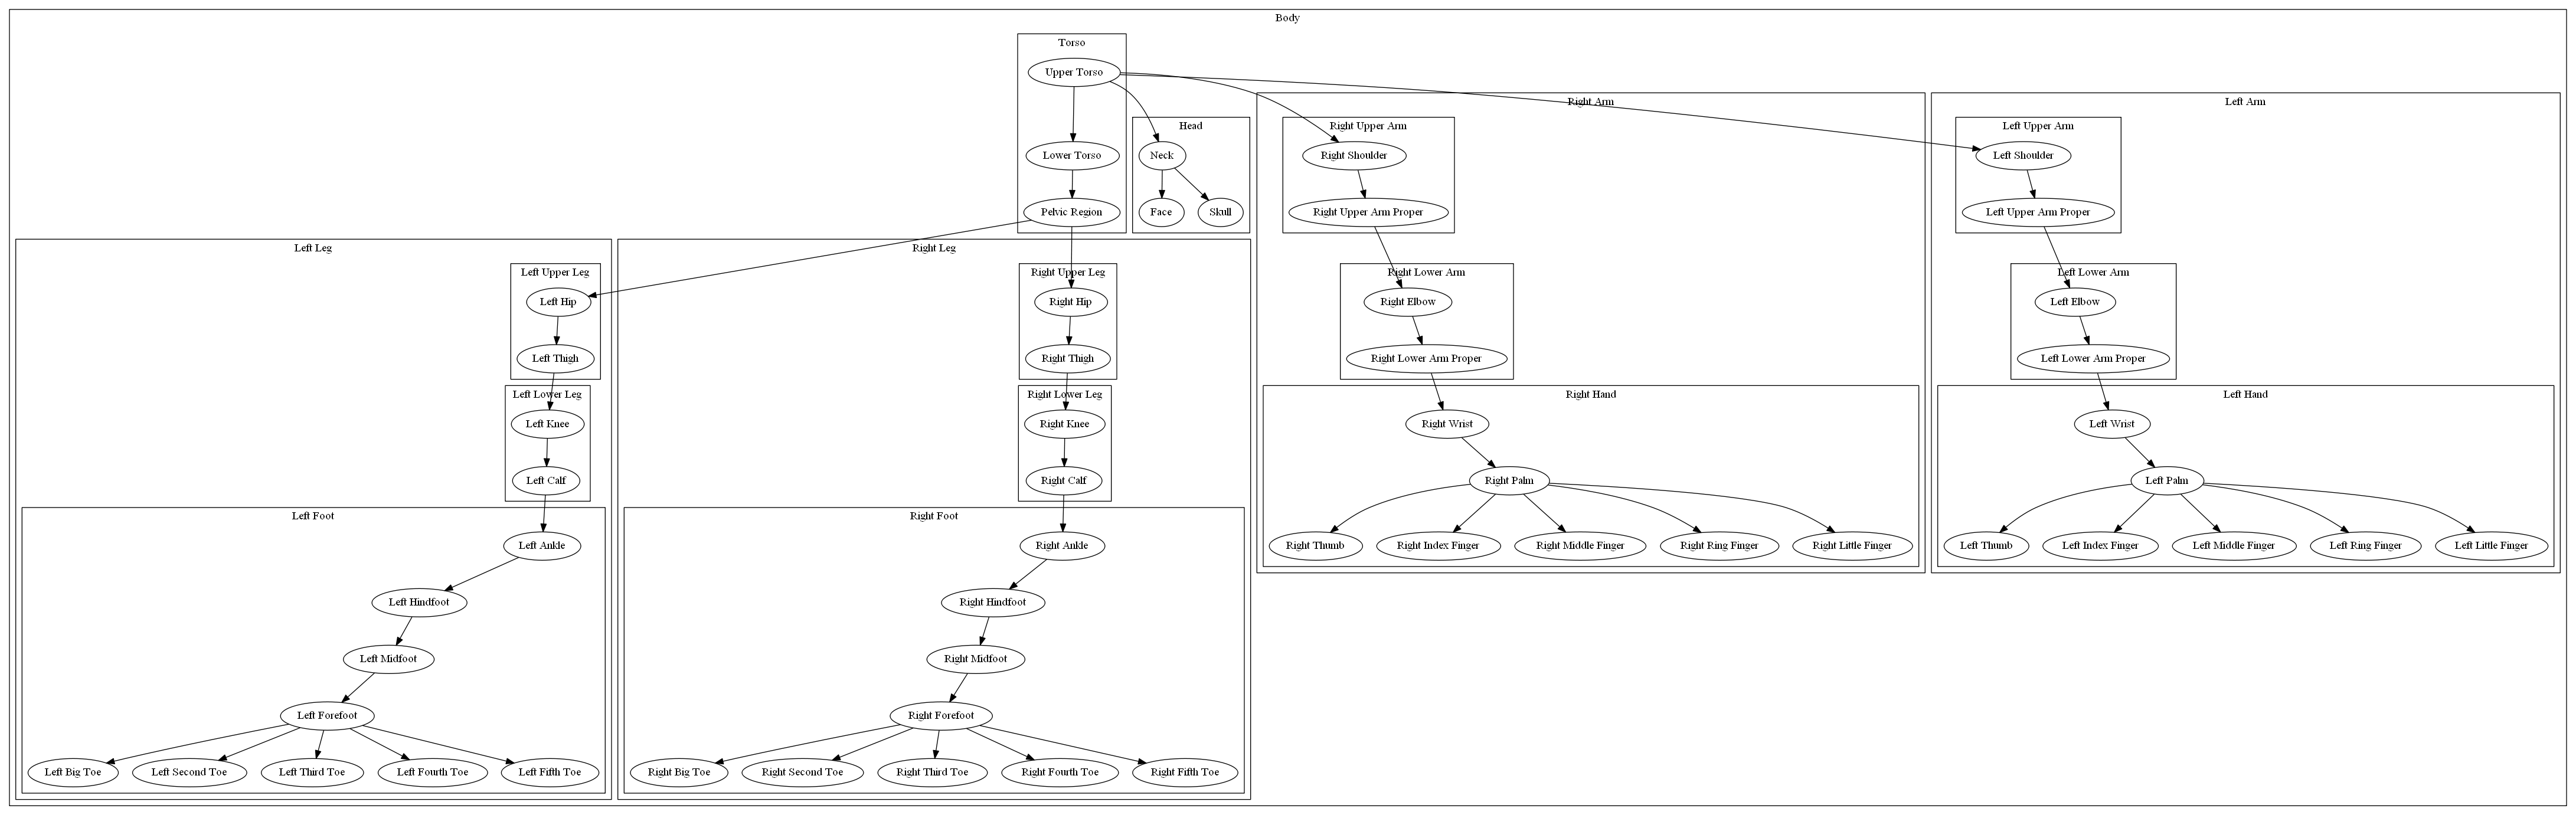 Body
Torso
Upper Torso
Right Arm
Left Arm
Head
Right Upper Arm
Left Upper Arm
Lower Torso
Neck
Right Shoulder
Left Shoulder
Pelvic Region
Face
Skull
Right Upper Arm Proper
Left Upper Arm Proper
Left Leg
Right Leg
Left Upper Leg
Right Upper Leg
Right Lower Arm
Left Lower Arm
Left Hip
Right Hip
Right Elbow
Left Elbow
Left Thigh
Right Thigh
Right Lower Arm Proper
Left Lower Arm Proper
Left Lower Leg
Right Lower Leg
Right Hand
Left Hand
Left Knee
Right Knee
Right Wrist
Left Wrist
Left Calf
Right Calf
Right Palm
Left Palm
Left Foot
Right Foot
Left Ankle
Right Ankle
Right Thumb
Right Index Finger
Right Middle Finger
Right Ring Finger
Right Little Finger
Left Thumb
Left Index Finger
Left Middle Finger
Left Ring Finger
Left Little Finger
Left Hindfoot
Right Hindfoot
Left Midfoot
Right Midfoot
Left Forefoot
Right Forefoot
Left Big Toe
Left Second Toe
Left Third Toe
Left Fourth Toe
Left Fifth Toe
Right Big Toe
Right Second Toe
Right Third Toe
Right Fourth Toe
Right Fifth Toe